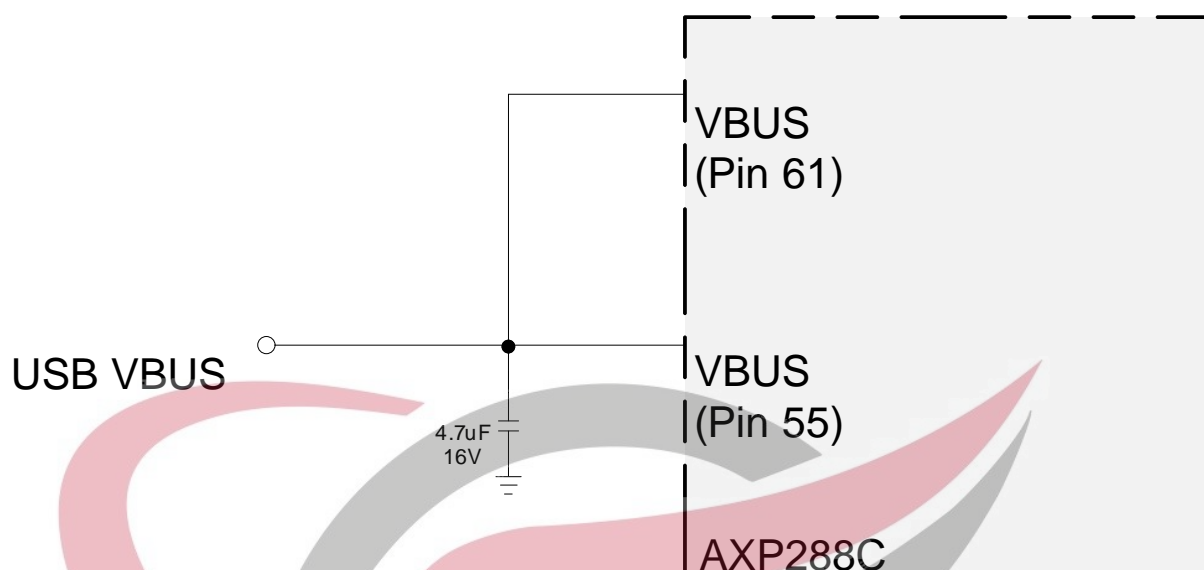 VBUS
(Pin 61)
USB VBUS
VBUS
(Pin 55)
4.7uF
16V
AXP288C